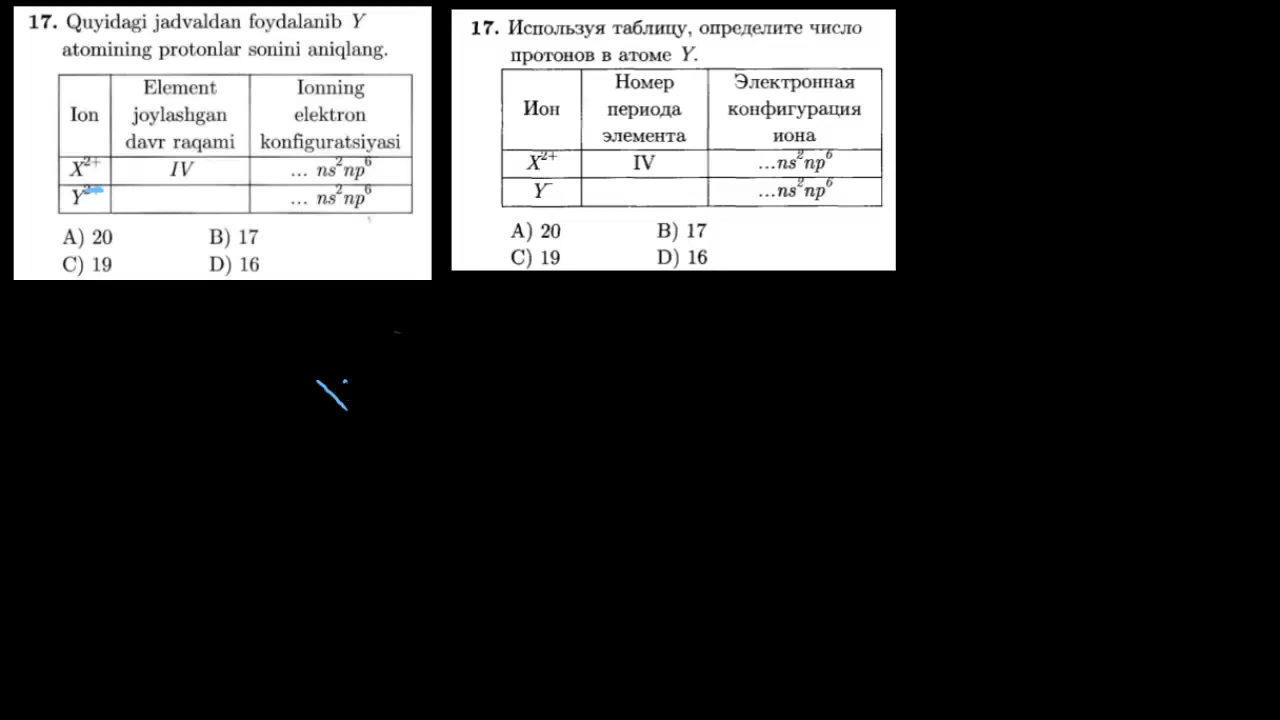 17. Quyidagi jadvaldan foydalanib Y
atomining protonlar sonini aniqlang.
Ion
Element
joylashgan
davr raqami
Ionning
elektron
konfiguratsiyasi
X²⁺ IV ... ns²np⁶
Y²⁻ ... ns²np⁶
A) 20 B) 17
C) 19 D) 16
17. Используя таблицу, определите число
протонов в атоме Y.
Ион
Номер
периода
элемента
Электронная
конфигурация
иона
X²⁺ IV ...ns²np⁶
Y⁻ ...ns²np⁶
A) 20 B) 17
C) 19 D) 16